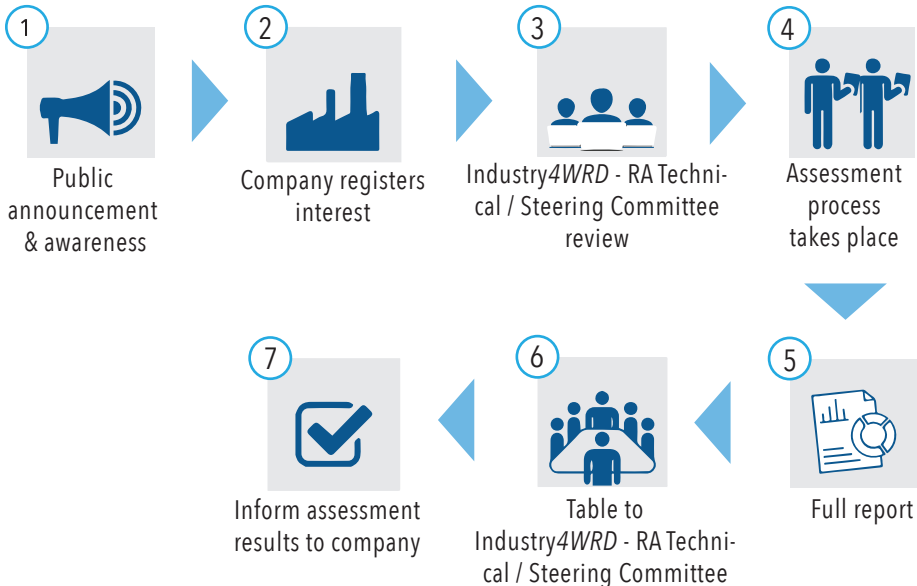 1
Public
announcement
& awareness
2
Company registers
interest
3
Industry4WRD - RA Techni-
cal / Steering Committee
review
4
Assessment
process
takes place
5
Full report
6
Table to
Industry4WRD - RA Techni-
cal / Steering Committee
7
Inform assessment
results to company